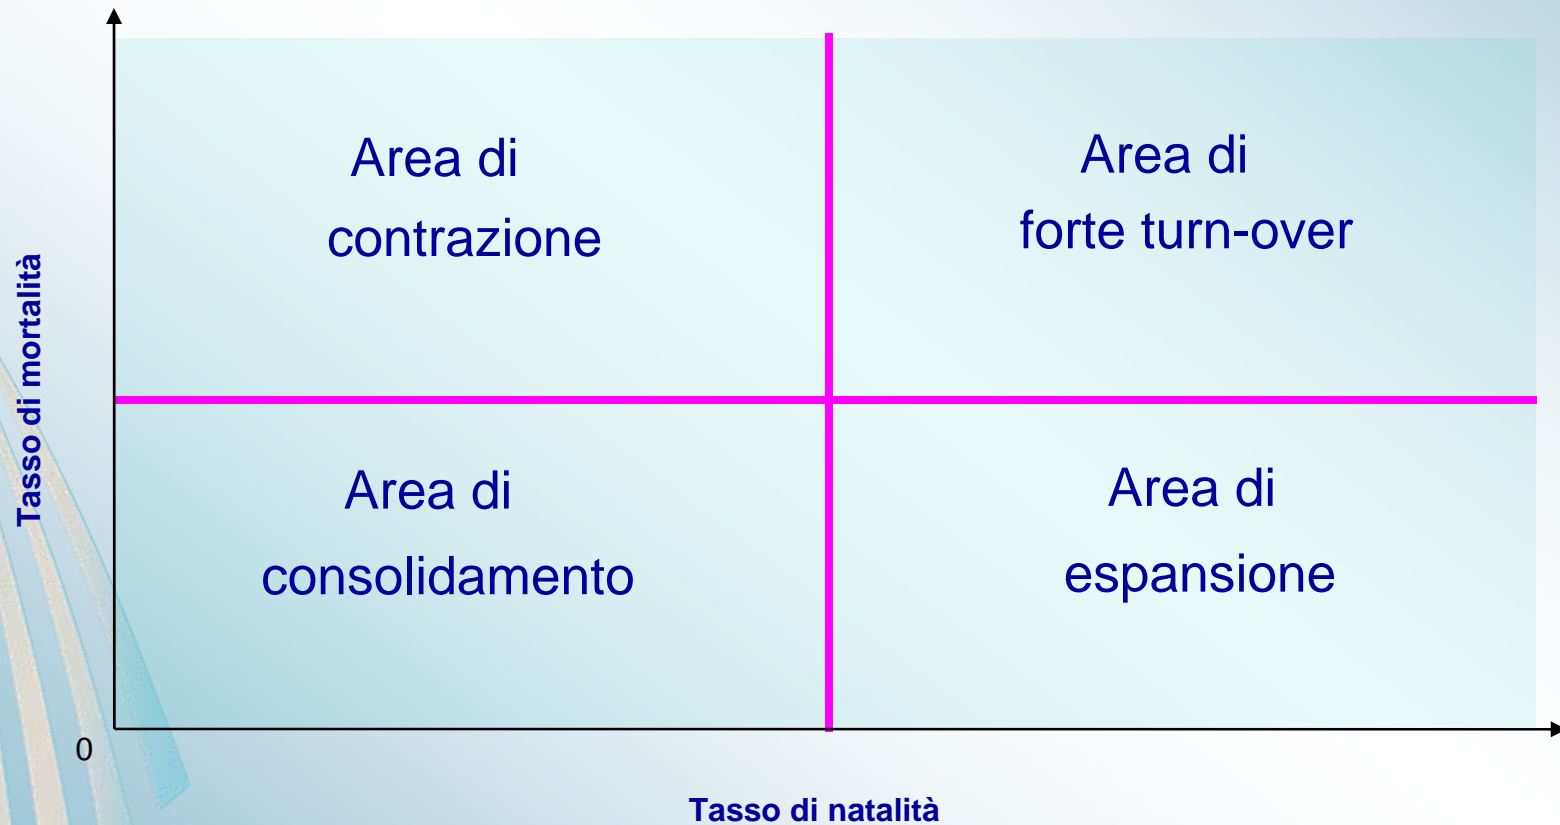 Tasso di mortalità
Area di
contrazione
Area di
forte turn-over
Area di
consolidamento
Area di
espansione
0
Tasso di natalità